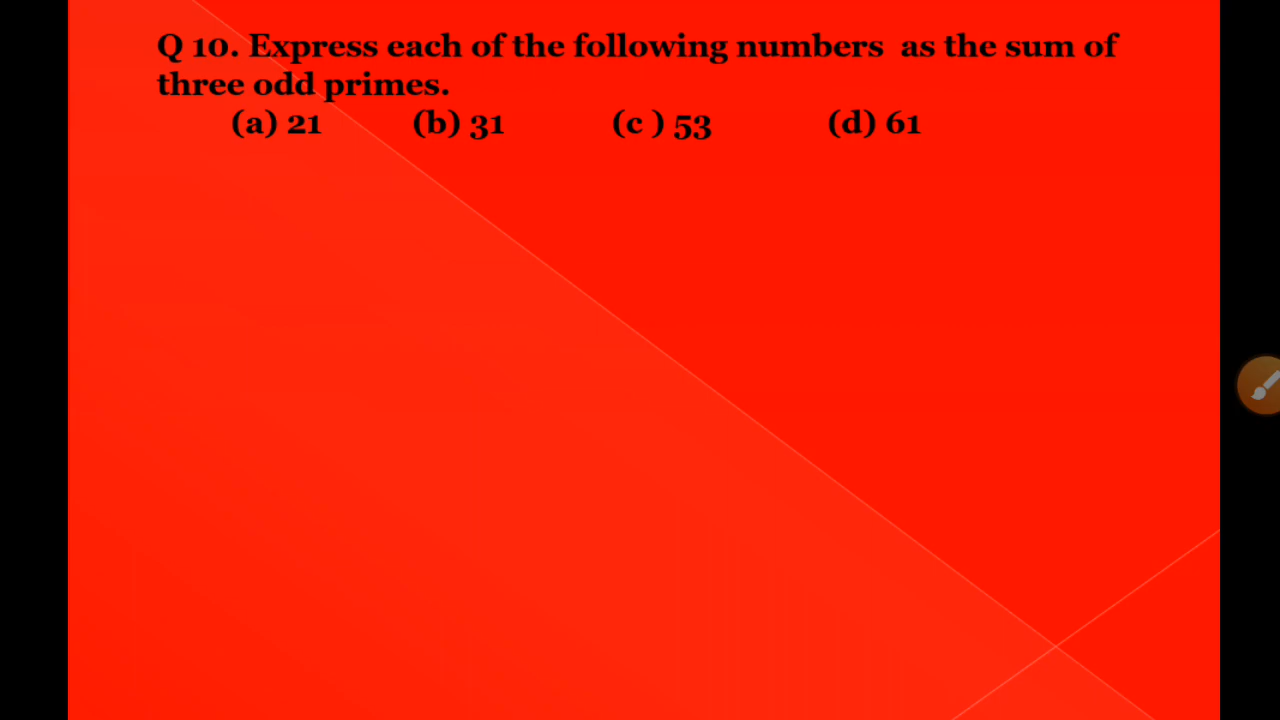 Q 10. Express each of the following numbers as the sum of
three odd primes.
(a) 21 (b) 31 (c ) 53 (d) 61